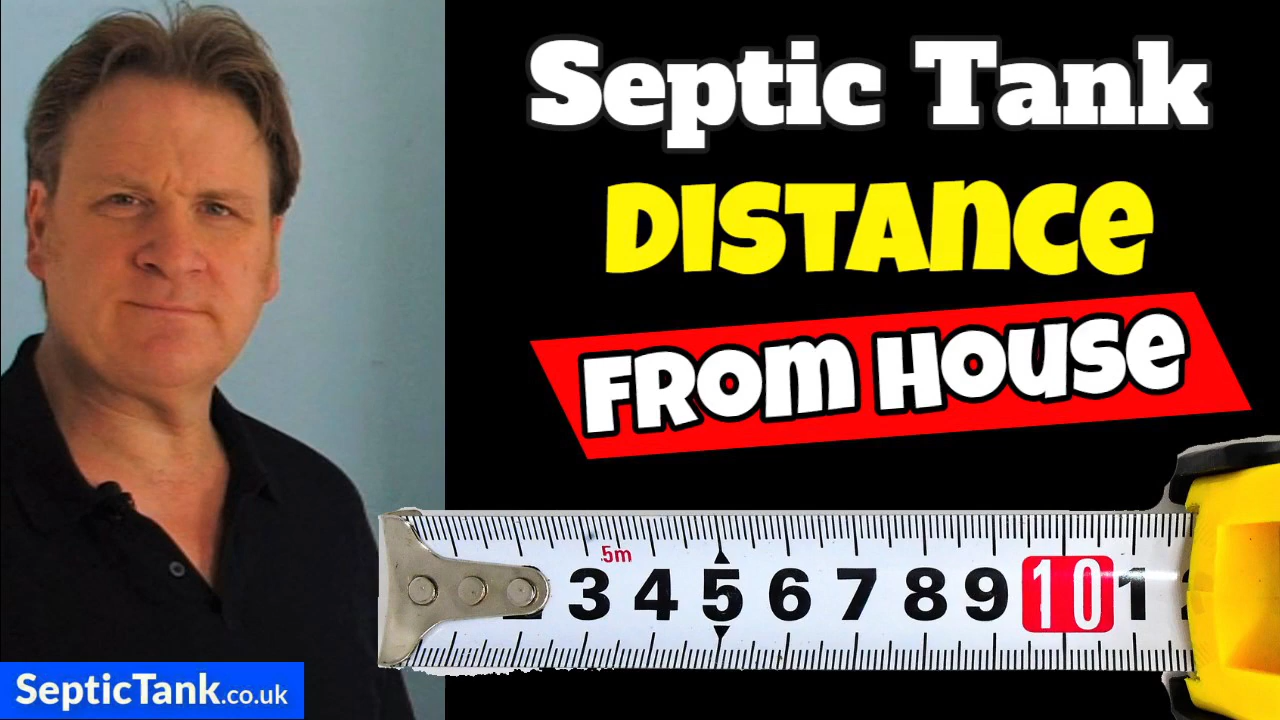 Septic Tank
DISTANCE
FROM HOUSE
5m
3 4 5 6 7 8 9 10 1
SepticTank.co.uk